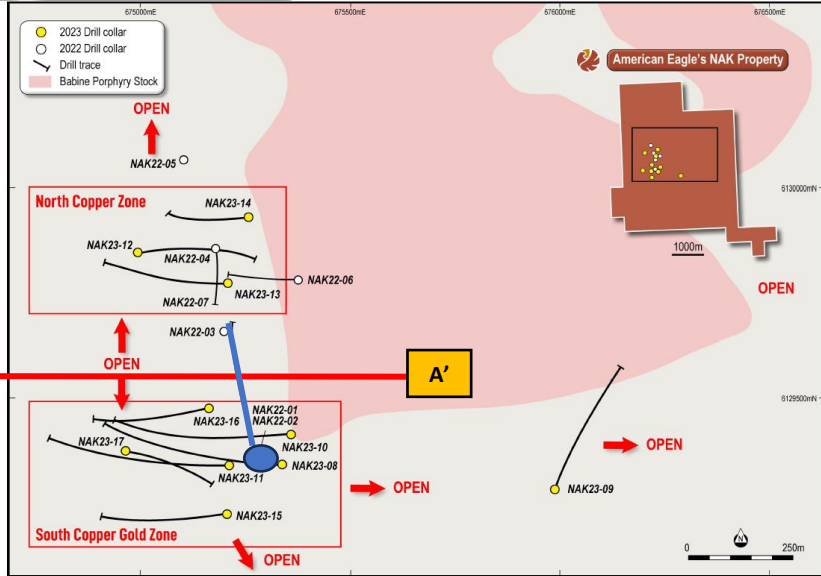 675000mE
675500mE
676000mE
676500mE
2023 Drill collar
2022 Drill collar
Drill trace
Babine Porphyry Stock
American Eagle's NAK Property
OPEN
NAK22-05
6130000mN
North Copper Zone
NAK23-14
NAK23-12
NAK22-04
NAK22-06
NAK23-13
NAK22-07
1000m
OPEN
NAK22-03
OPEN
A'
6129500mN
NAK22-01
NAK22-02
NAK23-16
NAK23-17
NAK23-10
NAK23-08
NAK23-11
OPEN
OPEN
NAK23-09
NAK23-15
South Copper Gold Zone
OPEN
N
0
250m